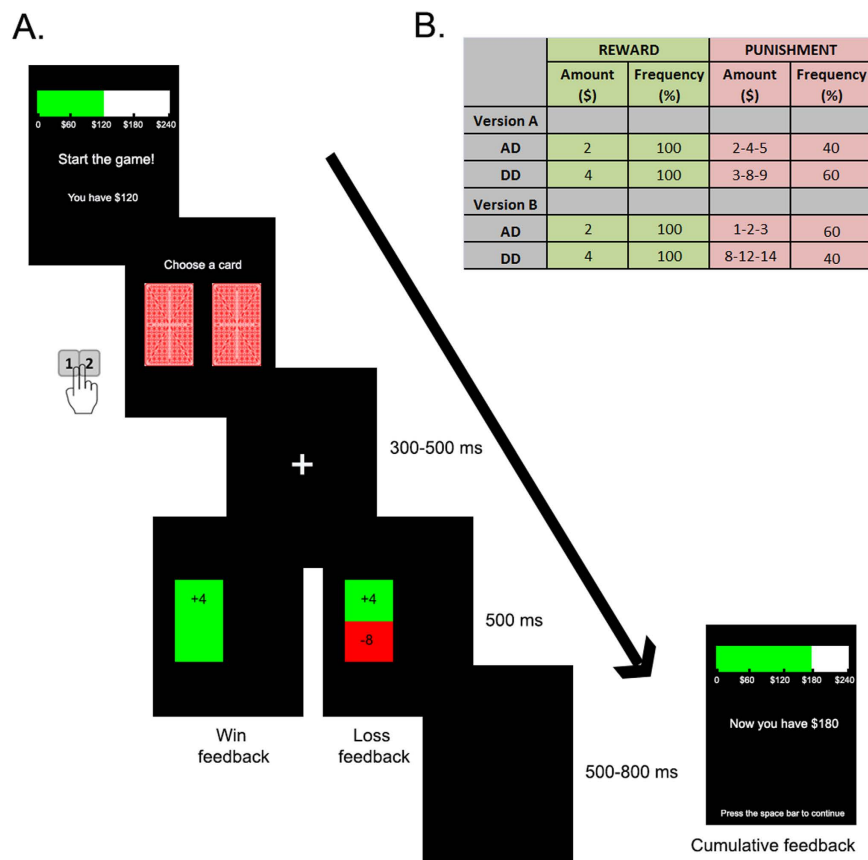 A.
0 $60 $120 $180 $240
Start the game!
You have $120
Choose a card
1 2
300-500 ms
+4
+4
-8
500 ms
Win
feedback
Loss
feedback
500-800 ms
0 $60 $120 $180 $240
Now you have $180
Press the space bar to continue
Cumulative feedback
B.
REWARD PUNISHMENT
Amount Frequency Amount Frequency
($) (%) ($) (%)
Version A
AD 2 100 2-4-5 40
DD 4 100 3-8-9 60
Version B
AD 2 100 1-2-3 60
DD 4 100 8-12-14 40